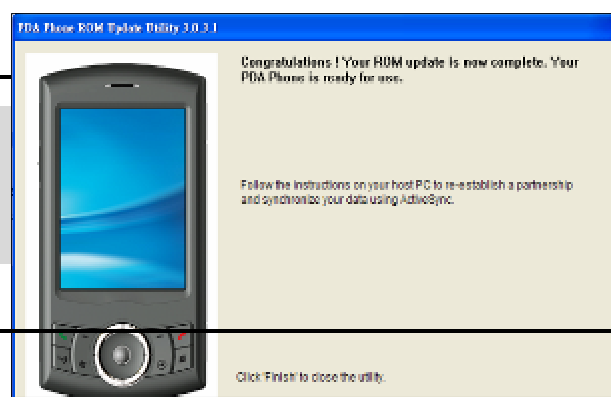 PDA Phone ROM Update Utility 3.0.3.1
Congratulations ! Your ROM update is now complete. Your
PDA Phone is ready for use.
Follow the instructions on your host PC to re-establish a partnership
and synchronize your data using ActiveSync.
Click 'Finish' to close the utility.